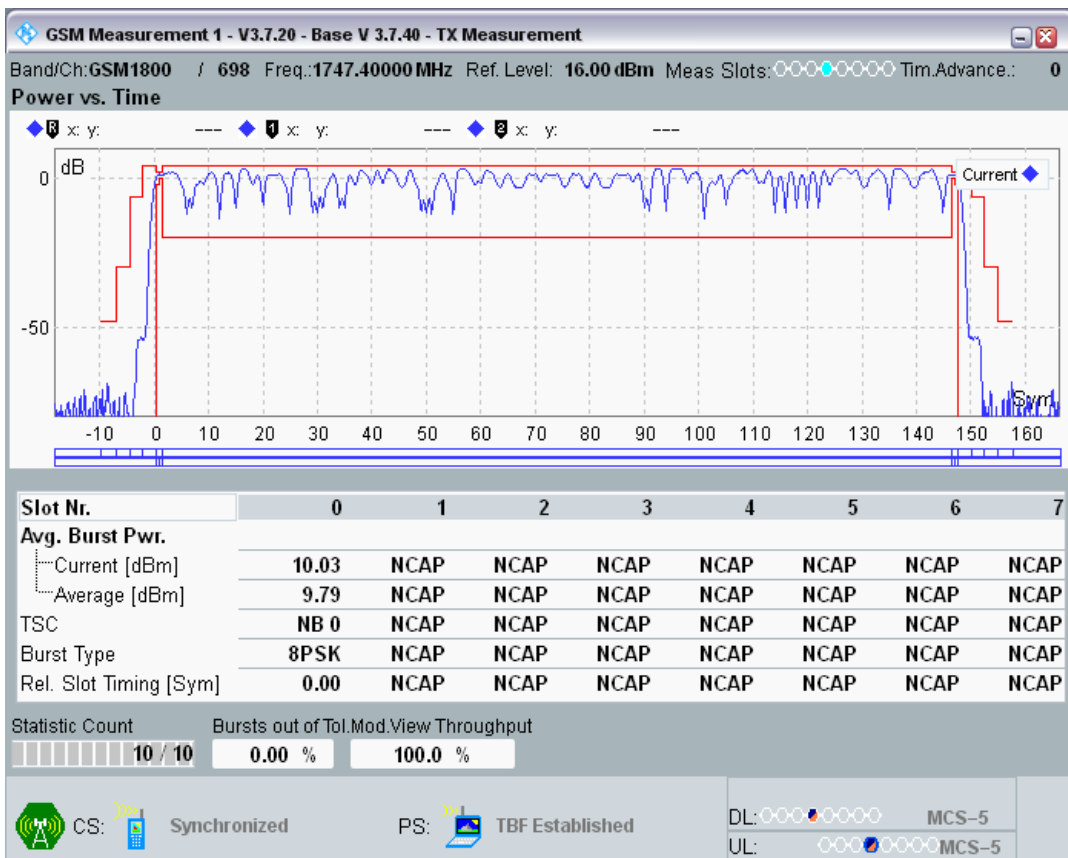 GSM Measurement 1 - V3.7.20 - Base V 3.7.40 - TX Measurement
Band/Ch:GSM1800 / 698 Freq.:1747.40000 MHz Ref. Level: 16.00 dBm Meas Slots: Tim.Advance.: 0
Power vs. Time
R x: y: --- 1 x: y: --- 2 x: y: ---
dB
Current
0
-50
Sym
-10 0 10 20 30 40 50 60 70 80 90 100 110 120 130 140 150 160
Slot Nr. 0 1 2 3 4 5 6 7
Avg. Burst Pwr.
Current [dBm] 10.03 NCAP NCAP NCAP NCAP NCAP NCAP NCAP
Average [dBm] 9.79 NCAP NCAP NCAP NCAP NCAP NCAP NCAP
TSC NB 0 NCAP NCAP NCAP NCAP NCAP NCAP NCAP
Burst Type 8PSK NCAP NCAP NCAP NCAP NCAP NCAP NCAP
Rel. Slot Timing [Sym] 0.00 NCAP NCAP NCAP NCAP NCAP NCAP NCAP
Statistic Count Bursts out of Tol.Mod.View Throughput
10 / 10 0.00 % 100.0 %
CS: Synchronized PS: TBF Established DL: MCS-5
UL: MCS-5